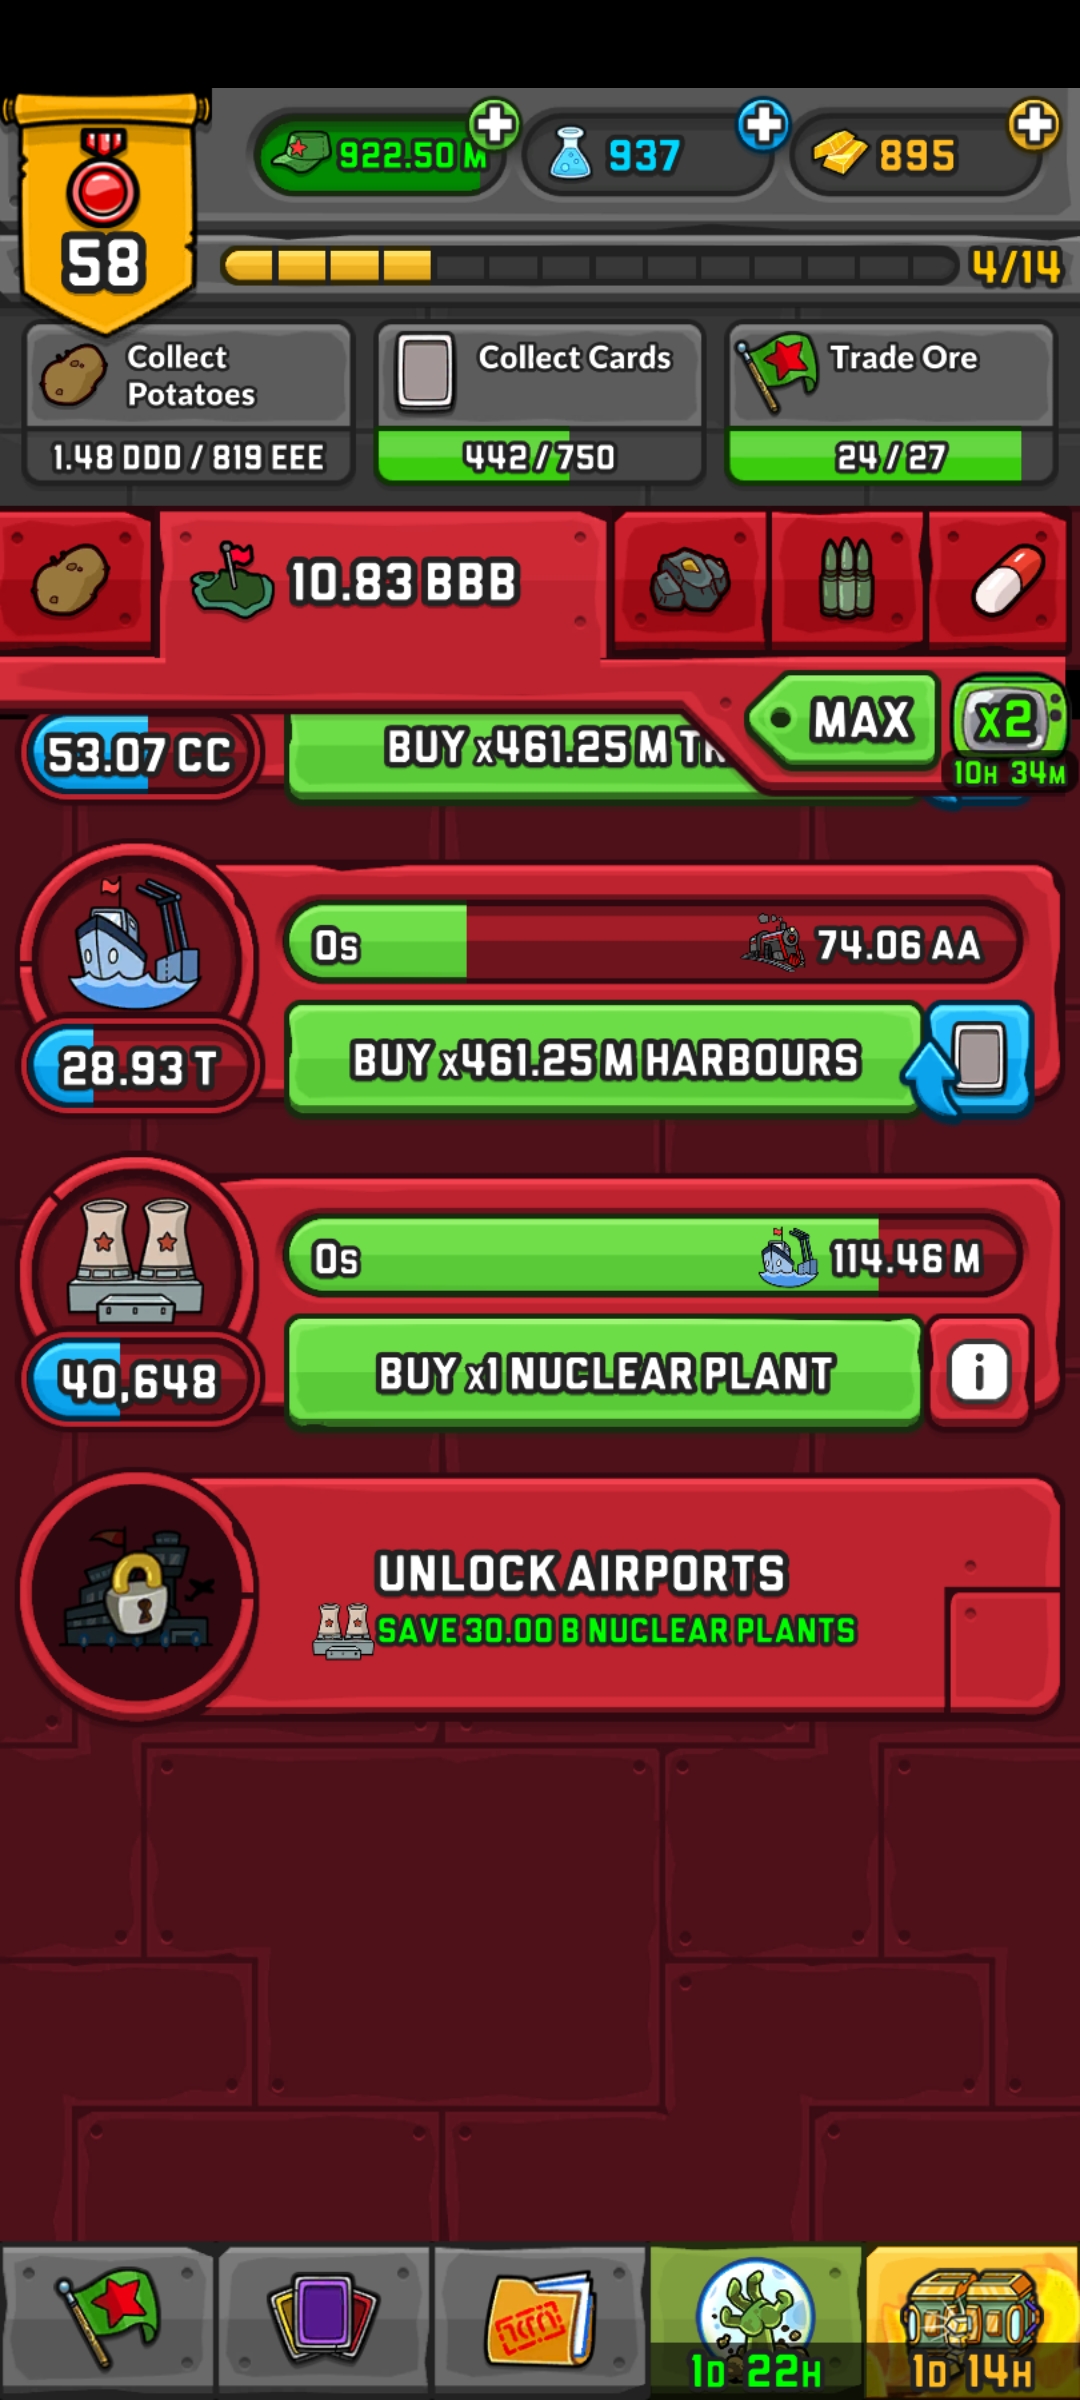 922.50 M
937
895
58
4/14
Collect Potatoes
1.48 DDD / 819 EEE
Collect Cards
442 / 750
Trade Ore
24 / 27
10.83 BBB
MAX
x2
10H 34M
53.07 CC
BUY x461.25 M
0s
74.06 AA
28.93 T
BUY x461.25 M HARBOURS
0s
114.46 M
40,648
BUY x1 NUCLEAR PLANT
i
UNLOCK AIRPORTS
SAVE 30.00 B NUCLEAR PLANTS
1D 22H
1D 14H